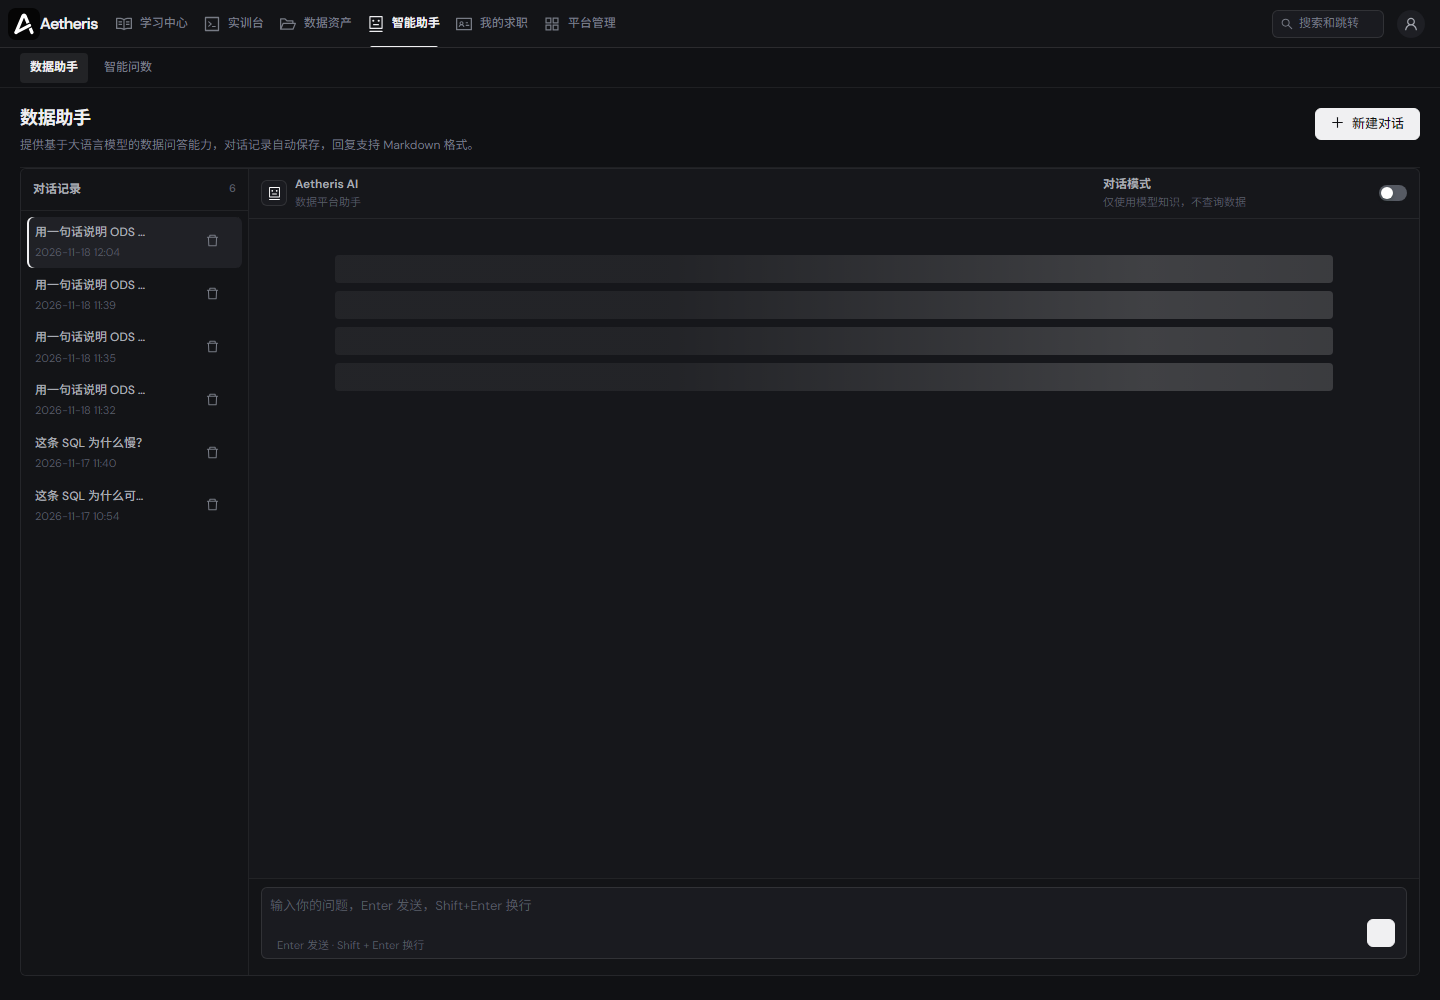 Aetheris
学习中心
实训台
数据资产
智能助手
我的求职
平台管理
搜索和跳转
数据助手
智能问数
数据助手
提供基于大语言模型的数据问答能力，对话记录自动保存，回复支持 Markdown 格式。
新建对话
对话记录
6
用一句话说明 ODS ...
2026-11-18 12:04
用一句话说明 ODS ...
2026-11-18 11:39
用一句话说明 ODS ...
2026-11-18 11:35
用一句话说明 ODS ...
2026-11-18 11:32
这条 SQL 为什么慢？
2026-11-17 11:40
这条 SQL 为什么可...
2026-11-17 10:54
Aetheris AI
数据平台助手
对话模式
仅使用模型知识，不查询数据
输入你的问题，Enter 发送，Shift+Enter 换行
Enter 发送 · Shift + Enter 换行